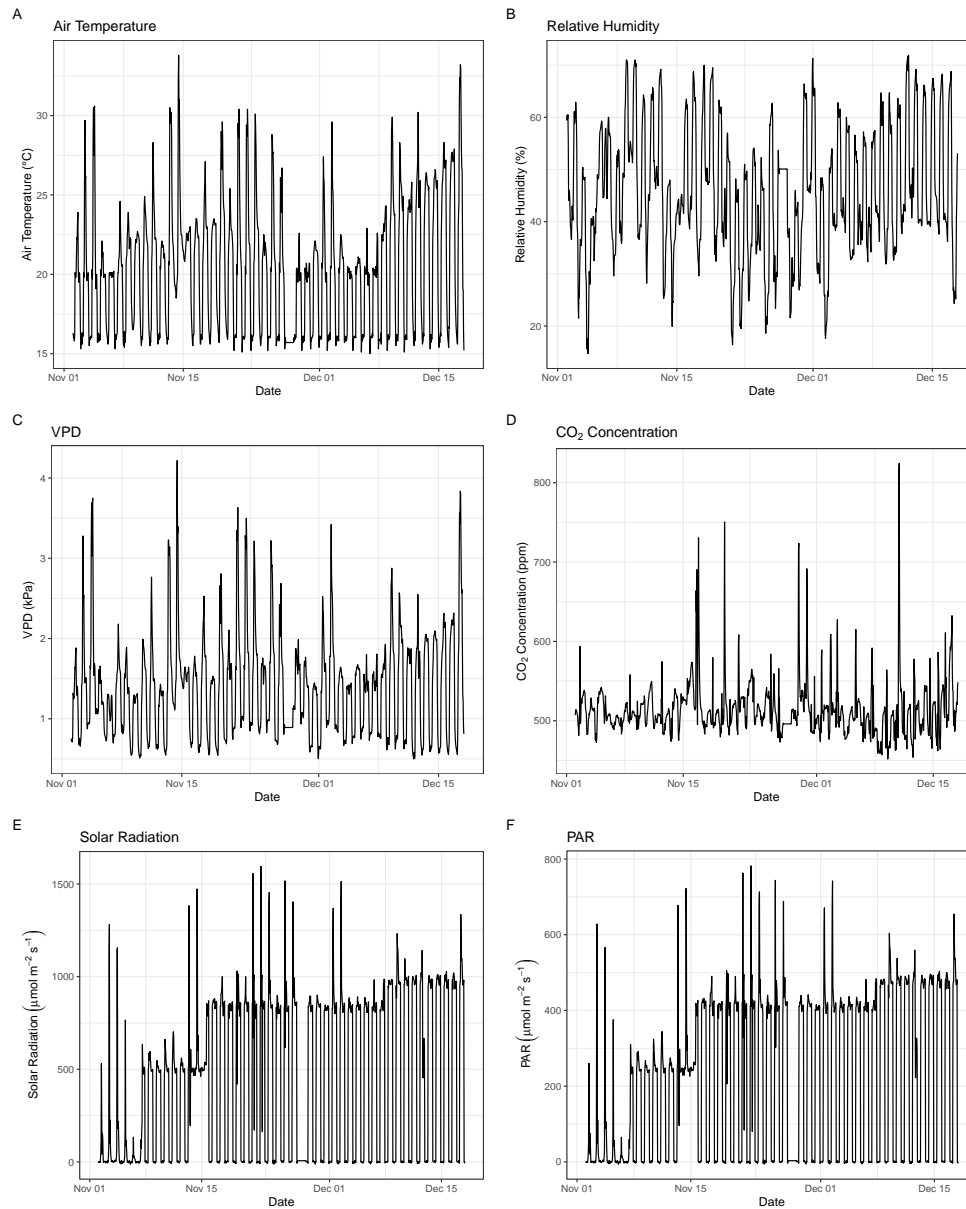 A
Air Temperature
Air Temperature (°C)
30
25
20
15
Nov 01
Nov 15
Dec 01
Dec 15
Date
B
Relative Humidity
Relative Humidity (%)
60
40
20
Nov 01
Nov 15
Dec 01
Dec 15
Date
C
VPD
VPD (kPa)
4
3
2
1
Nov 01
Nov 15
Dec 01
Dec 15
Date
D
CO₂ Concentration
CO₂ Concentration (ppm)
800
700
600
500
Nov 01
Nov 15
Dec 01
Dec 15
Date
E
Solar Radiation
Solar Radiation (μmol m⁻² s⁻¹)
1500
1000
500
0
Nov 01
Nov 15
Dec 01
Dec 15
Date
F
PAR
PAR (μmol m⁻² s⁻¹)
800
600
400
200
0
Nov 01
Nov 15
Dec 01
Dec 15
Date